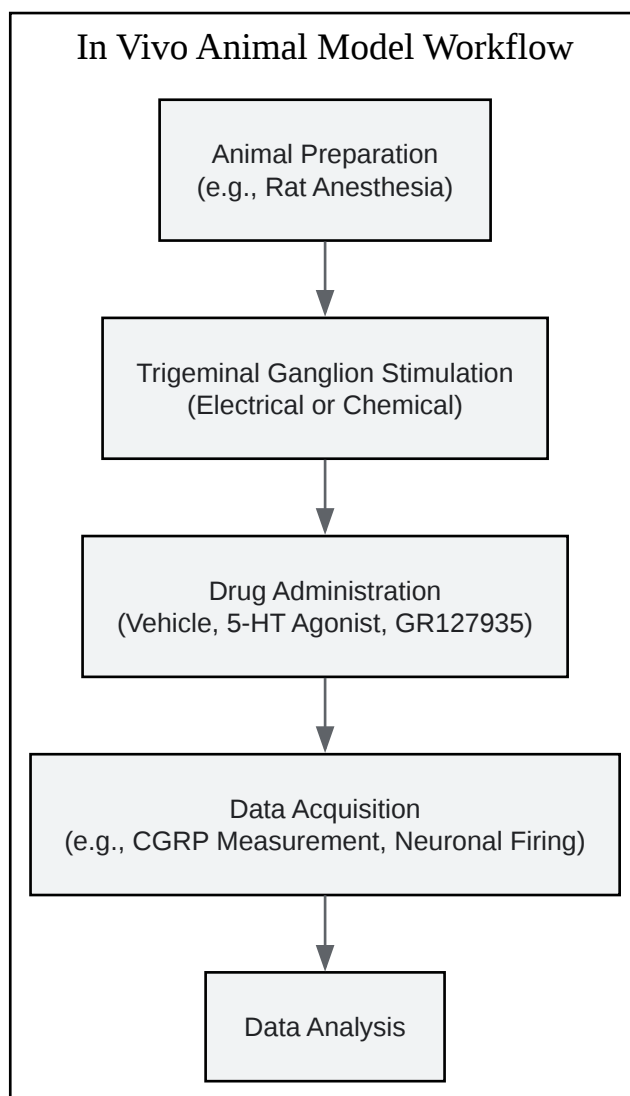 In Vivo Animal Model Workflow
Animal Preparation
(e.g., Rat Anesthesia)
Trigeminal Ganglion Stimulation
(Electrical or Chemical)
Drug Administration
(Vehicle, 5-HT Agonist, GR127935)
Data Acquisition
(e.g., CGRP Measurement, Neuronal Firing)
Data Analysis